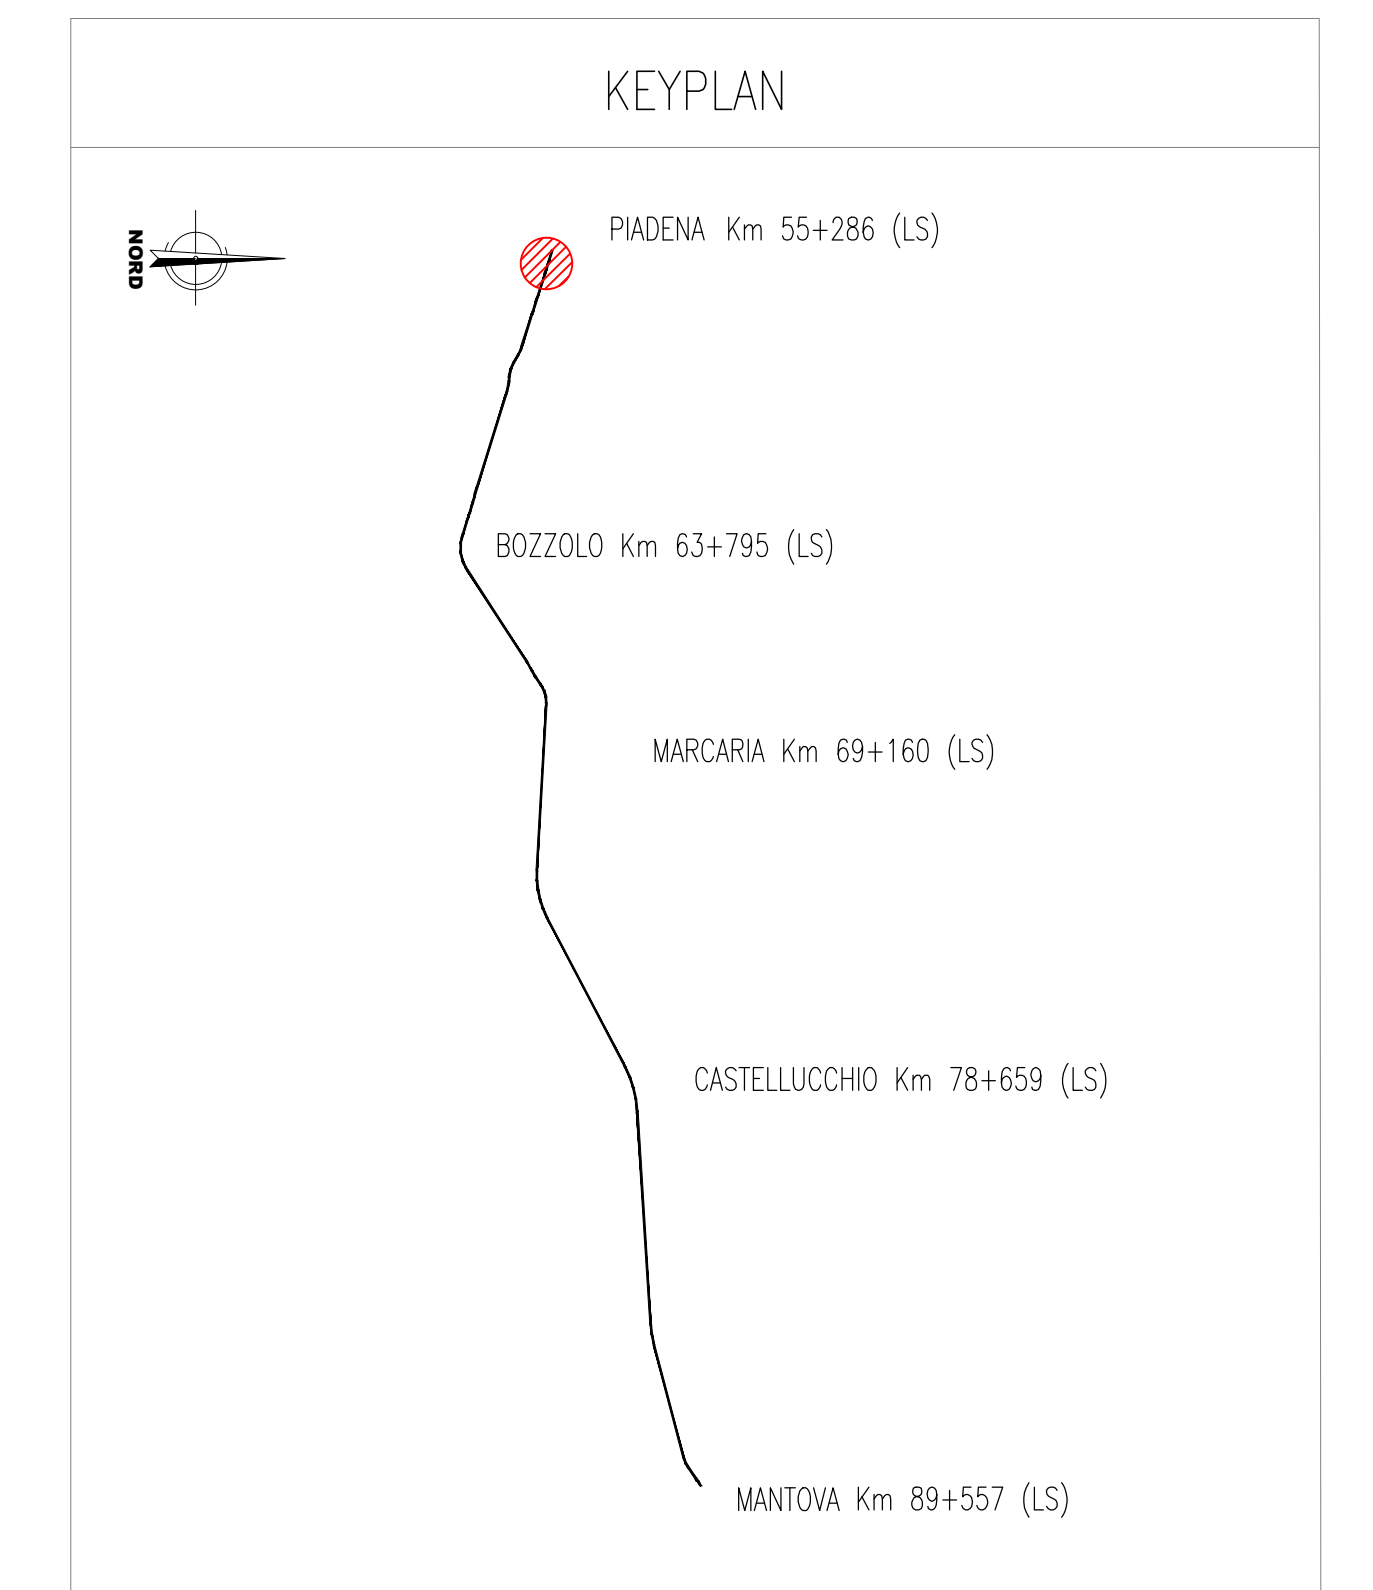 KEYPLAN
NORD
PIADENA Km 55+286 (LS)
BOZZOLO Km 63+795 (LS)
MARCARIA Km 69+160 (LS)
CASTELLUCCHIO Km 78+659 (LS)
MANTOVA Km 89+557 (LS)